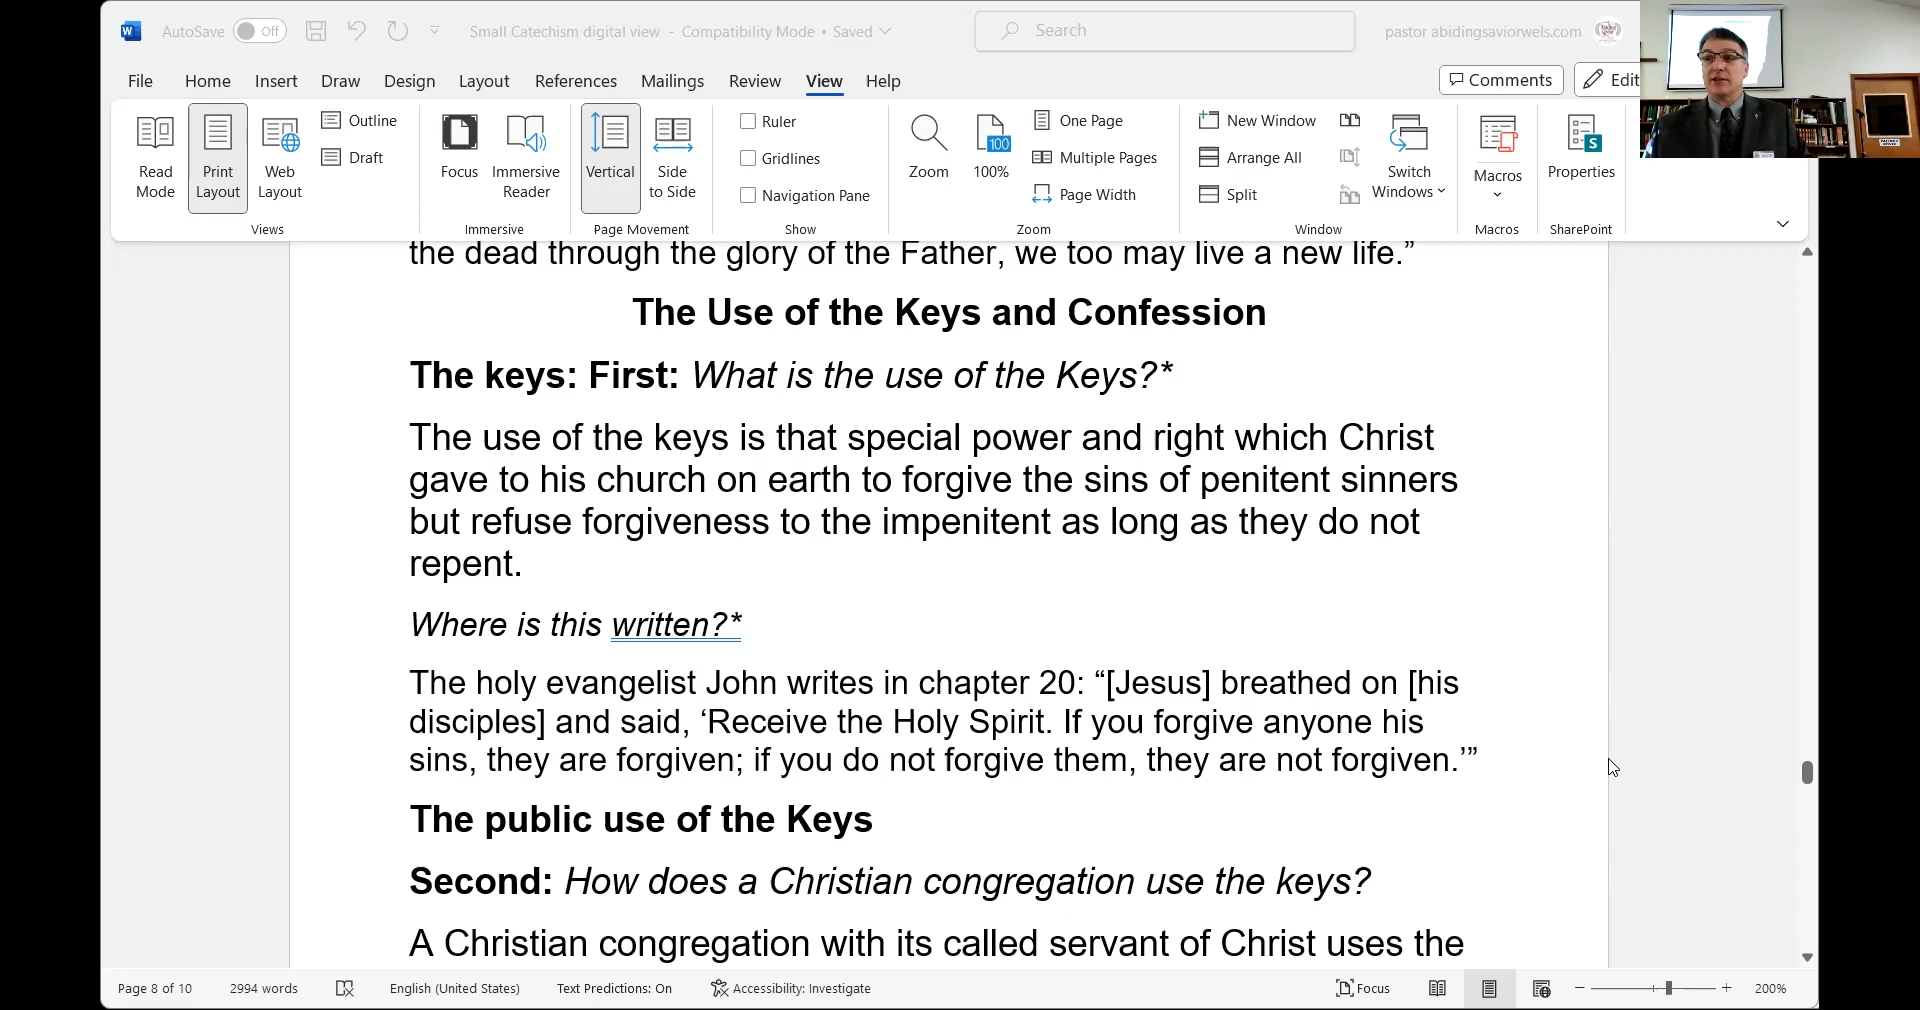 AutoSave Off
Small Catechism digital view - Compatibility Mode • Saved
Search
pastor abidingsaviorwels.com
File Home Insert Draw Design Layout References Mailings Review View Help
Comments
Edit
Read Mode
Print Layout
Web Layout
Outline
Draft
Views
Focus
Immersive Reader
Immersive
Vertical
Side to Side
Page Movement
Ruler
Gridlines
Navigation Pane
Show
Zoom
100
100%
One Page
Multiple Pages
Page Width
Zoom
New Window
Arrange All
Split
Switch Windows
Window
Macros
Macros
S
Properties
SharePoint
the dead through the glory of the Father, we too may live a new life.”
The Use of the Keys and Confession
The keys: First: What is the use of the Keys?*
The use of the keys is that special power and right which Christ
gave to his church on earth to forgive the sins of penitent sinners
but refuse forgiveness to the impenitent as long as they do not
repent.
Where is this written?*
The holy evangelist John writes in chapter 20: “[Jesus] breathed on [his
disciples] and said, ‘Receive the Holy Spirit. If you forgive anyone his
sins, they are forgiven; if you do not forgive them, they are not forgiven.’”
The public use of the Keys
Second: How does a Christian congregation use the keys?
A Christian congregation with its called servant of Christ uses the
Page 8 of 10 2994 words English (United States) Text Predictions: On Accessibility: Investigate Focus 200%